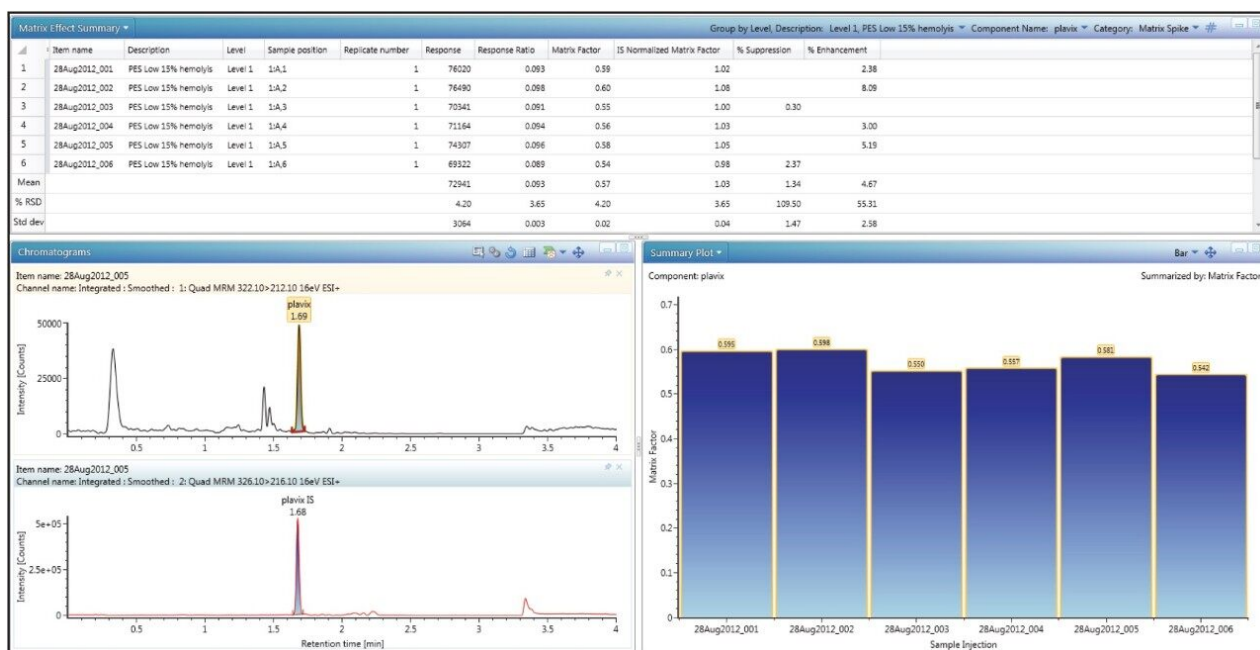 Matrix Effect Summary
Group by Level, Description: Level 1, PES Low 15% hemolyis Component Name: plavix Category: Matrix Spike
Item name Description Level Sample position Replicate number Response Response Ratio Matrix Factor IS Normalized Matrix Factor % Suppression % Enhancement
1 28Aug2012_001 PES Low 15% hemolyis Level 1 1:A,1 1 76020 0.093 0.59 1.02 2.38
2 28Aug2012_002 PES Low 15% hemolyis Level 1 1:A,2 1 76490 0.098 0.60 1.08 8.09
3 28Aug2012_003 PES Low 15% hemolyis Level 1 1:A,3 1 70341 0.091 0.55 1.00 0.30
4 28Aug2012_004 PES Low 15% hemolyis Level 1 1:A,4 1 71164 0.094 0.56 1.03 3.00
5 28Aug2012_005 PES Low 15% hemolyis Level 1 1:A,5 1 74307 0.096 0.58 1.05 5.19
6 28Aug2012_006 PES Low 15% hemolyis Level 1 1:A,6 1 69322 0.089 0.54 0.98 2.37
Mean 72941 0.093 0.57 1.03 1.34 4.67
% RSD 4.20 3.65 4.20 3.65 109.50 55.31
Std dev 3064 0.003 0.02 0.04 1.47 2.58
Chromatograms
Item name: 28Aug2012_005
Channel name: Integrated : Smoothed : 1: Quad MRM 322.10>212.10 16eV ESI+
plavix
1.69
Intensity [Counts]
50000
25000
0
0.5 1 1.5 2 2.5 3 3.5 4
Item name: 28Aug2012_005
Channel name: Integrated : Smoothed : 2: Quad MRM 326.10>216.10 16eV ESI+
plavix IS
1.68
Intensity [Counts]
5e+05
2.5e+05
0
0.5 1 1.5 2 2.5 3 3.5 4
Retention time [min]
Summary Plot
Bar
Component: plavix
Summarized by: Matrix Factor
Matrix Factor
0.7
0.6
0.5
0.4
0.3
0.2
0.1
0
0.595 0.598 0.550 0.557 0.581 0.542
28Aug2012_001 28Aug2012_002 28Aug2012_003 28Aug2012_004 28Aug2012_005 28Aug2012_006
Sample Injection